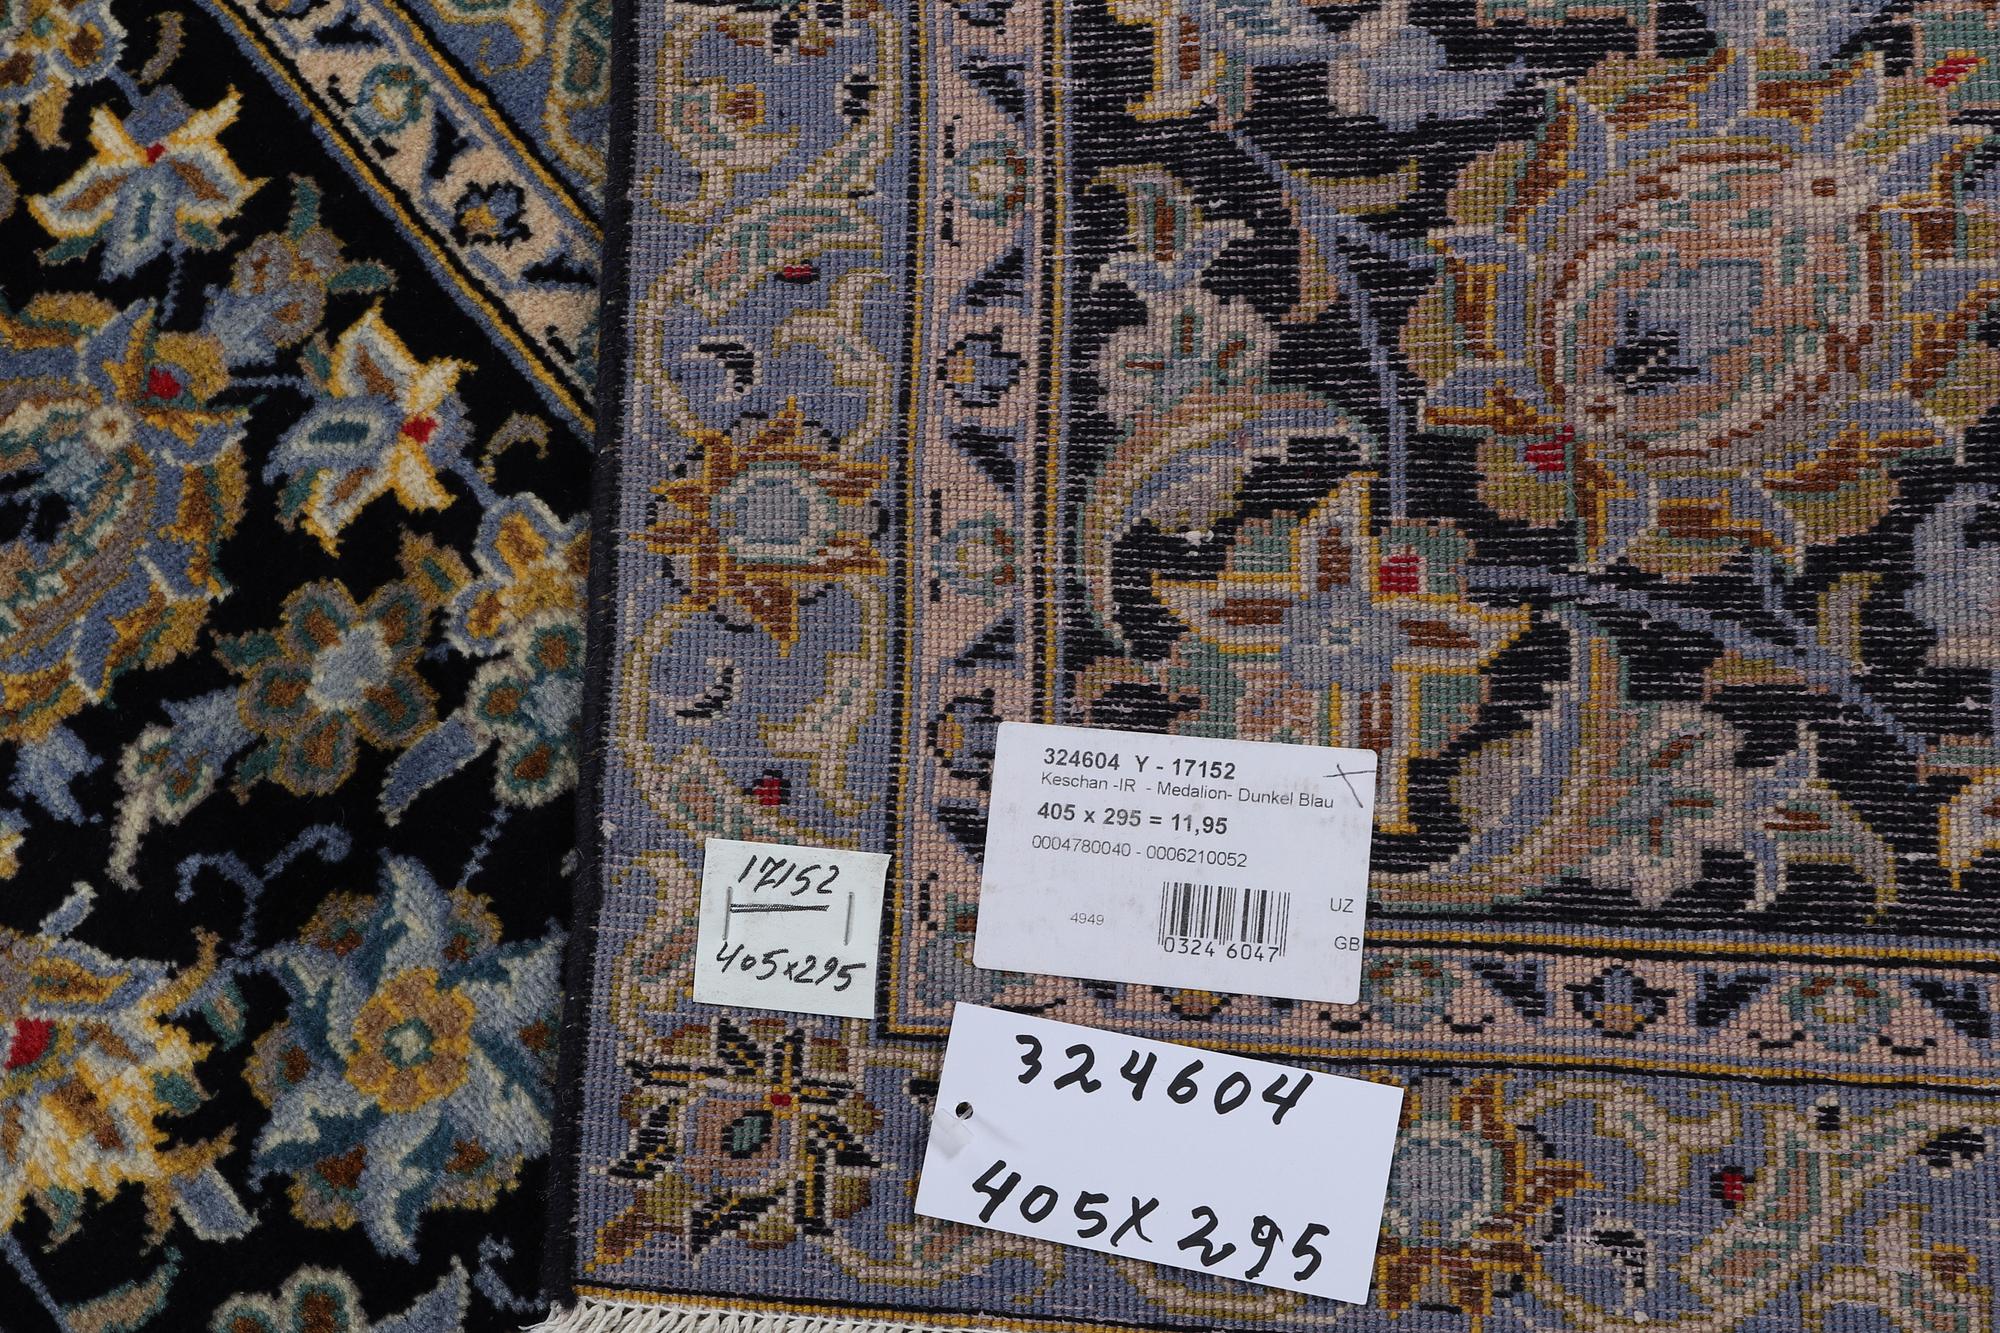 324604 Y - 17152
Keschan -IR - Medalion- Dunkel Blau
405 x 295 = 11,95
0004780040 - 0006210052
4949
0324 6047
UZ
GB
17152
405x295
324604
405X295